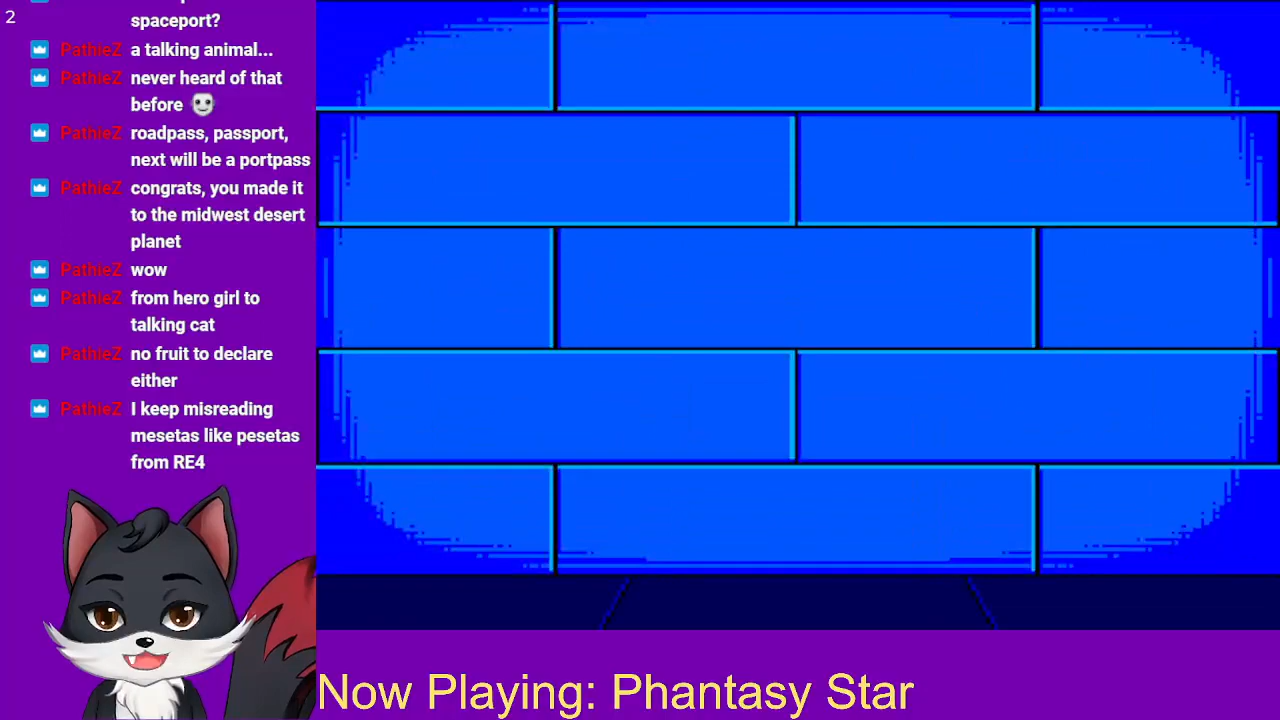 2
spaceport?
PathieZ a talking animal...
PathieZ never heard of that
before
PathieZ roadpass, passport,
next will be a portpass
PathieZ congrats, you made it
to the midwest desert
planet
PathieZ wow
PathieZ from hero girl to
talking cat
PathieZ no fruit to declare
either
PathieZ I keep misreading
mesetas like pesetas
from RE4
Now Playing: Phantasy Star